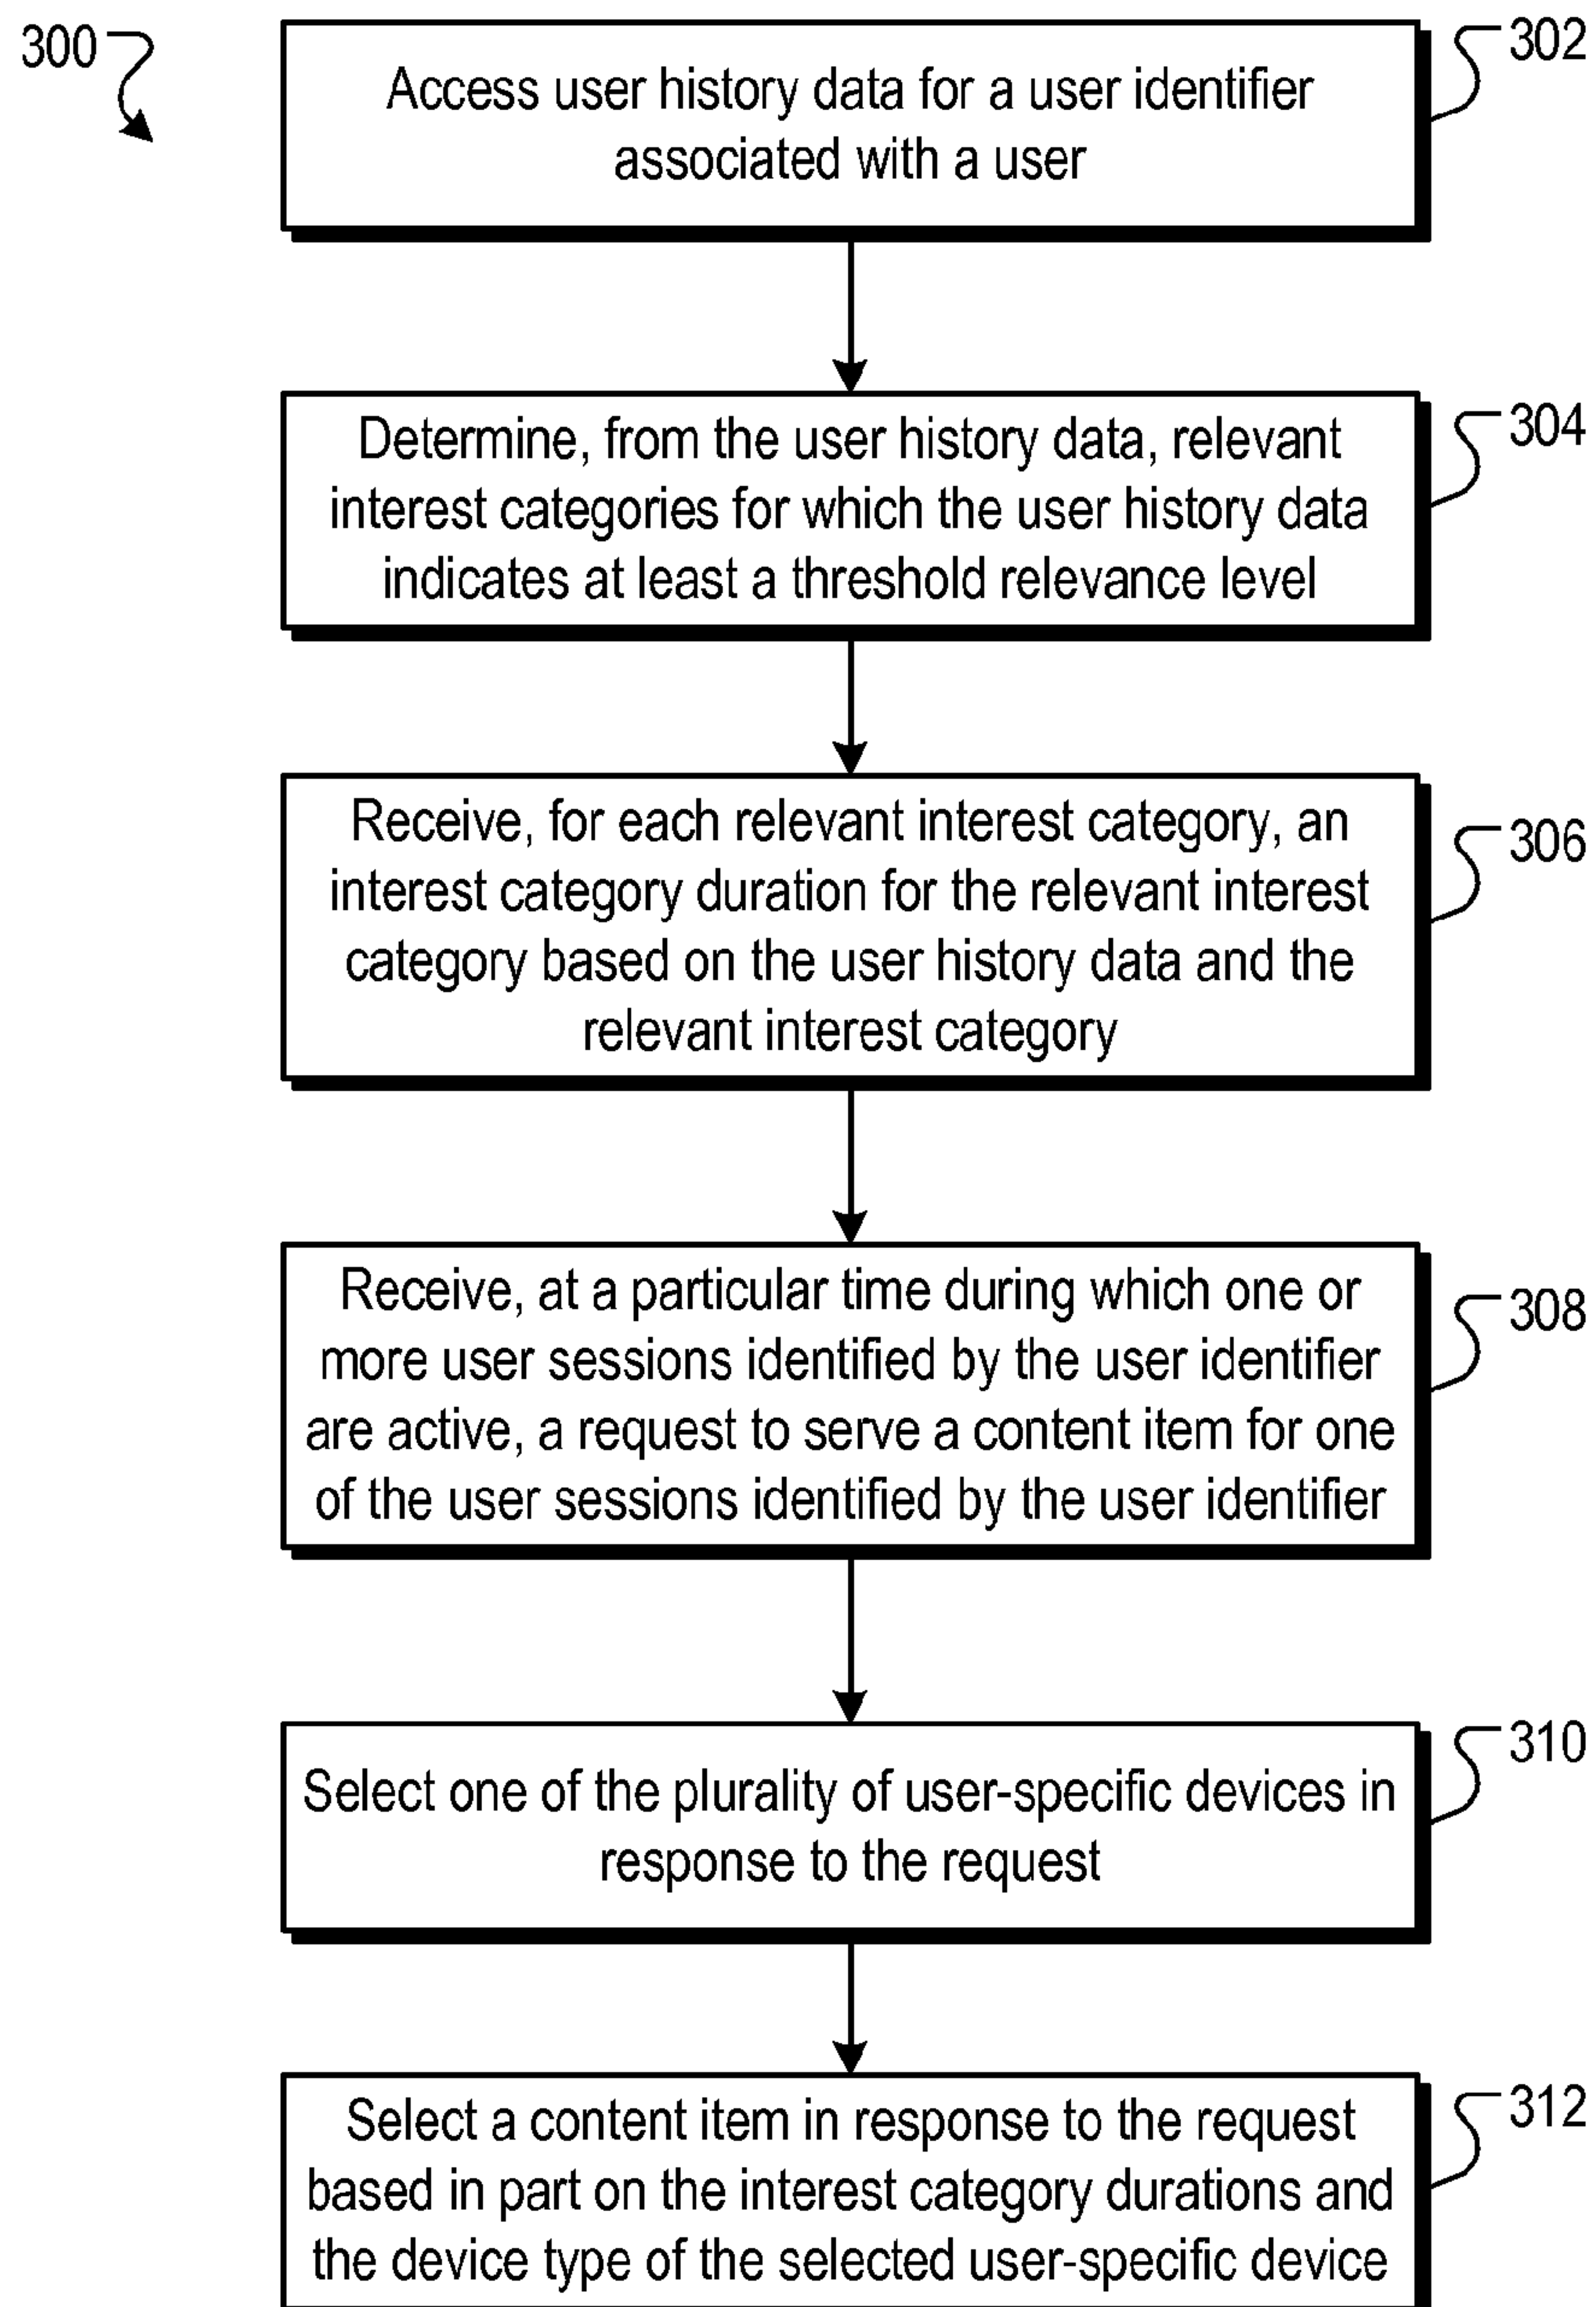 300
302
Access user history data for a user identifier
associated with a user
304
Determine, from the user history data, relevant
interest categories for which the user history data
indicates at least a threshold relevance level
306
Receive, for each relevant interest category, an
interest category duration for the relevant interest
category based on the user history data and the
relevant interest category
308
Receive, at a particular time during which one or
more user sessions identified by the user identifier
are active, a request to serve a content item for one
of the user sessions identified by the user identifier
310
Select one of the plurality of user-specific devices in
response to the request
312
Select a content item in response to the request
based in part on the interest category durations and
the device type of the selected user-specific device